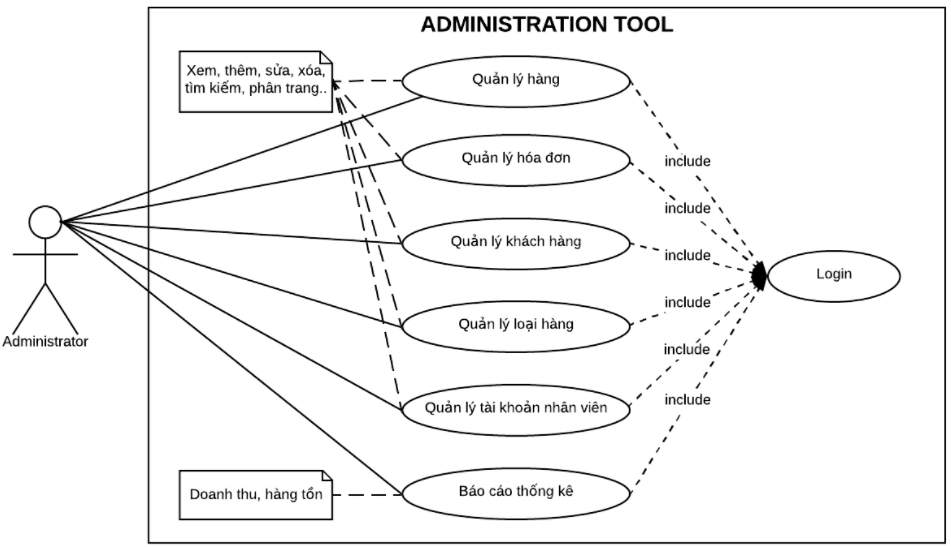 ADMINISTRATION TOOL
Xem, thêm, sửa, xóa,
tìm kiếm, phân trang..
Quản lý hàng
Quản lý hóa đơn
Quản lý khách hàng
Quản lý loại hàng
Quản lý tài khoản nhân viên
Báo cáo thống kê
include
include
include
include
include
include
Login
Administrator
Doanh thu, hàng tồn